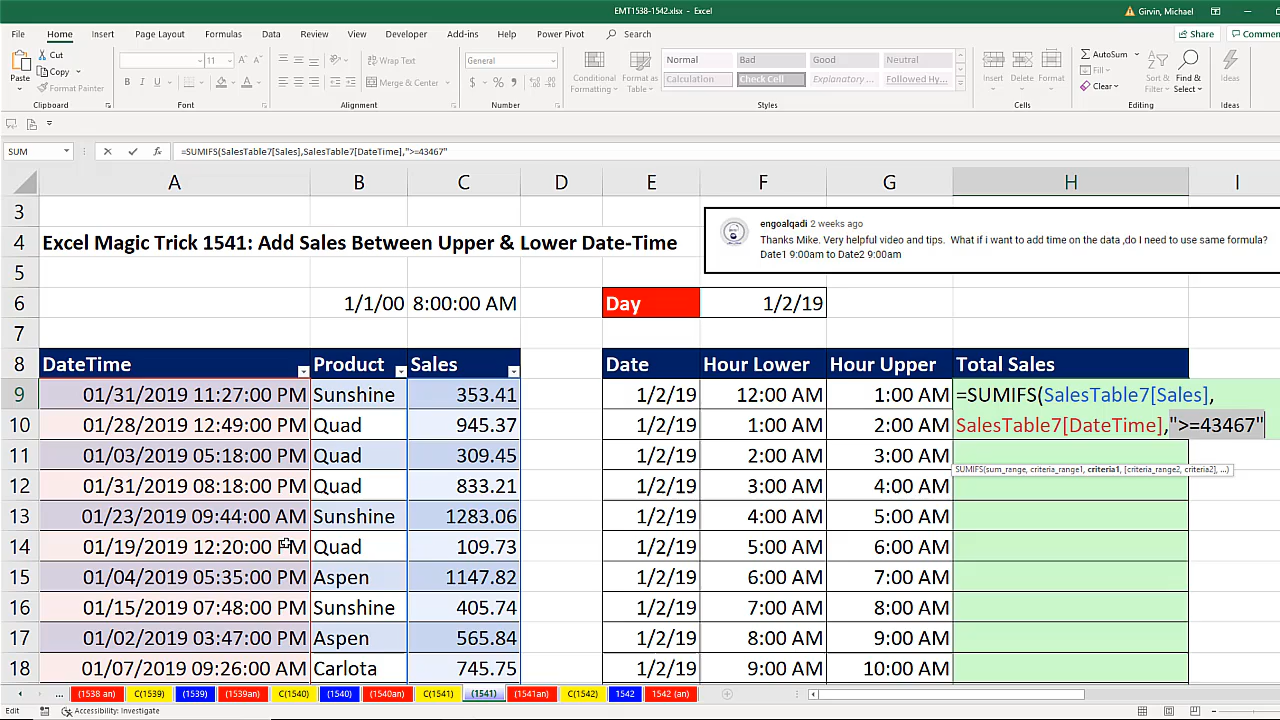 EMT1538-1542.xlsx - Excel
Girvin, Michael
File Home Insert Page Layout Formulas Data Review View Developer Add-ins Help Power Pivot Search Share Comments
Paste Cut Copy Format Painter
11 B I U
Wrap Text Merge & Center
General $ % ,
Conditional Formatting Format as Table
Normal Bad Good Neutral
Calculation Check Cell Explanatory ... Followed Hy...
Insert Delete Format
AutoSum Fill Clear Sort & Filter Find & Select Ideas
Clipboard Font Alignment Number Styles Cells Editing Ideas
SUM fx =SUMIFS(SalesTable7[Sales],SalesTable7[DateTime],">=43467"
A B C D E F G H I
3
engoalqadi 2 weeks ago
Thanks Mike. Very helpful video and tips. What if i want to add time on the data ,do I need to use same formula?
Date1 9:00am to Date2 9:00am
4 Excel Magic Trick 1541: Add Sales Between Upper & Lower Date-Time
5
6 1/1/00 8:00:00 AM Day 1/2/19
7
8 DateTime Product Sales Date Hour Lower Hour Upper Total Sales
9 01/31/2019 11:27:00 PM Sunshine 353.41 1/2/19 12:00 AM 1:00 AM =SUMIFS(SalesTable7[Sales],
10 01/28/2019 12:49:00 PM Quad 945.37 1/2/19 1:00 AM 2:00 AM SalesTable7[DateTime],">=43467"
11 01/03/2019 05:18:00 PM Quad 309.45 1/2/19 2:00 AM 3:00 AM
SUMIFS(sum_range, criteria_range1, criteria1, [criteria_range2, criteria2], ...)
12 01/31/2019 08:18:00 PM Quad 833.21 1/2/19 3:00 AM 4:00 AM
13 01/23/2019 09:44:00 AM Sunshine 1283.06 1/2/19 4:00 AM 5:00 AM
14 01/19/2019 12:20:00 PM Quad 109.73 1/2/19 5:00 AM 6:00 AM
15 01/04/2019 05:35:00 PM Aspen 1147.82 1/2/19 6:00 AM 7:00 AM
16 01/15/2019 07:48:00 PM Sunshine 405.74 1/2/19 7:00 AM 8:00 AM
17 01/02/2019 03:47:00 PM Aspen 565.84 1/2/19 8:00 AM 9:00 AM
18 01/07/2019 09:26:00 AM Carlota 745.75 1/2/19 9:00 AM 10:00 AM
... (1538 an) C(1539) (1539) (1539an) C(1540) (1540) (1540an) C(1541) (1541) (1541an) C(1542) 1542 1542 (an)
Edit Accessibility: Investigate